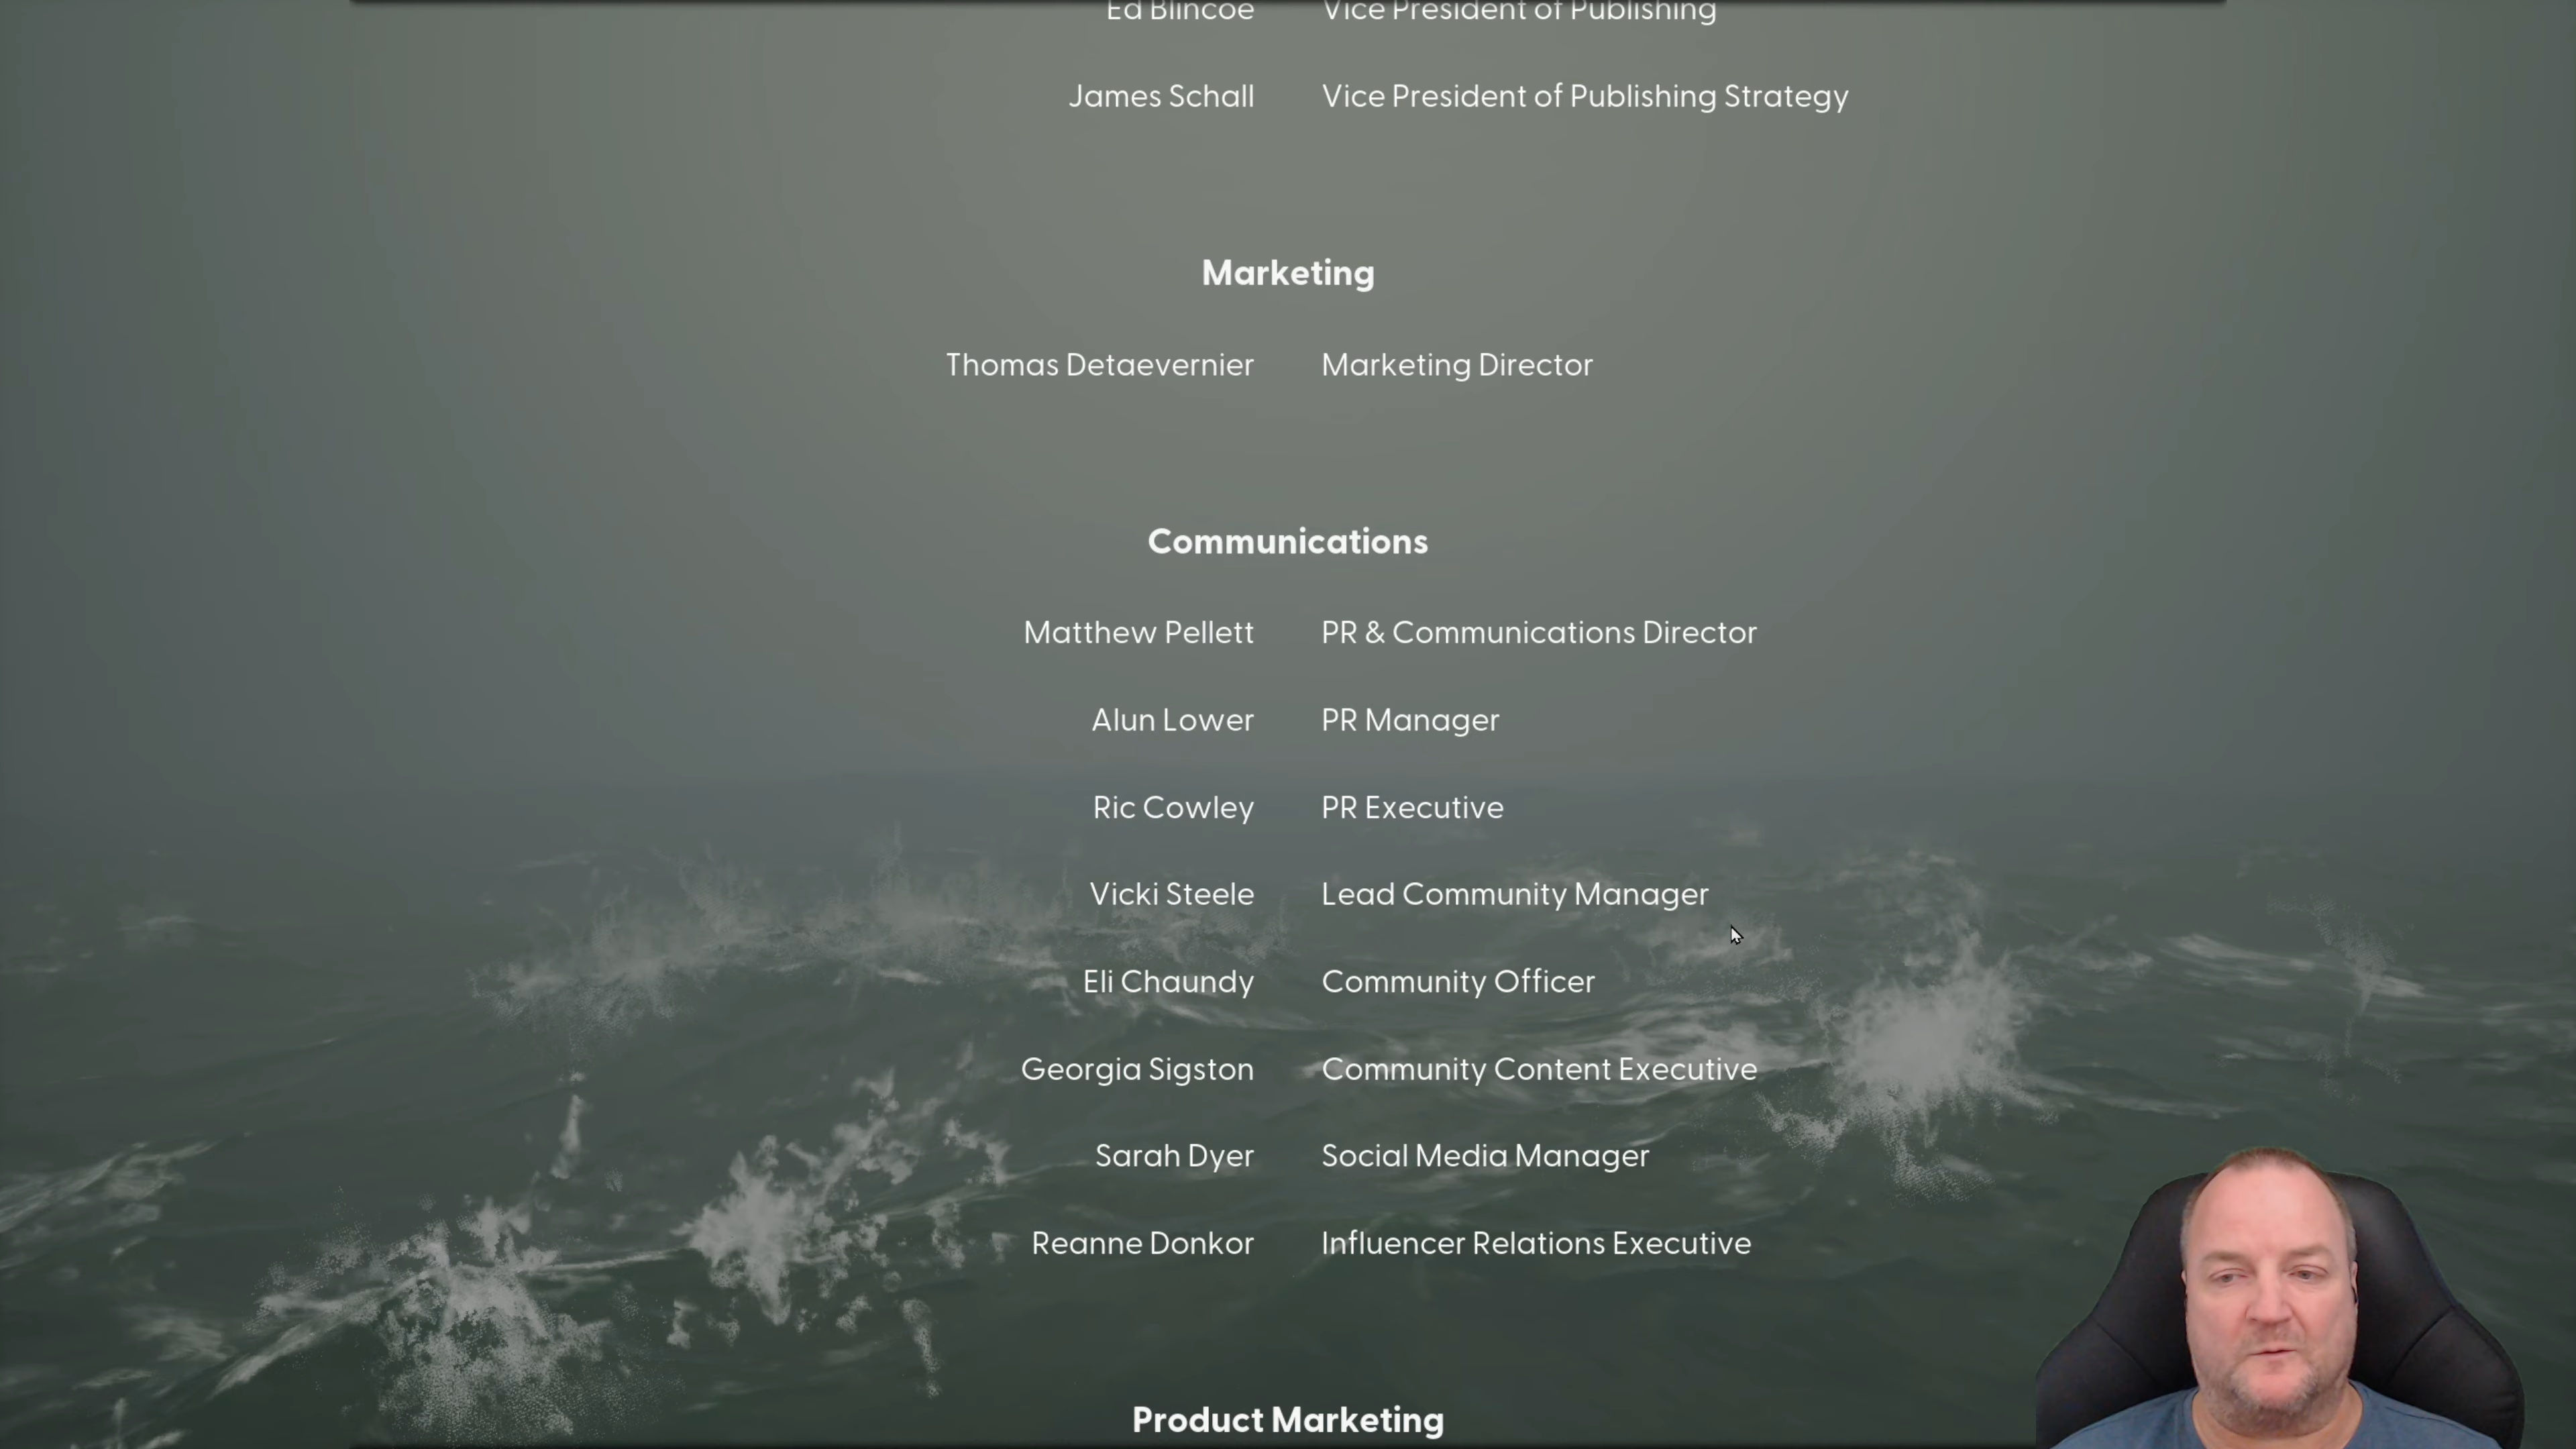 Ed Blincoe Vice President of Publishing
James Schall Vice President of Publishing Strategy
Marketing
Thomas Detaevernier Marketing Director
Communications
Matthew Pellett PR & Communications Director
Alun Lower PR Manager
Ric Cowley PR Executive
Vicki Steele Lead Community Manager
Eli Chaundy Community Officer
Georgia Sigston Community Content Executive
Sarah Dyer Social Media Manager
Reanne Donkor Influencer Relations Executive
Product Marketing